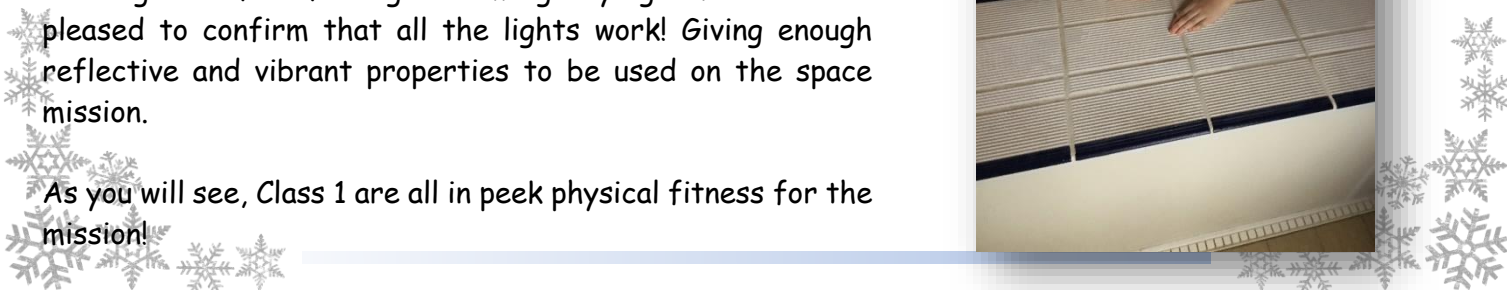 pleased to confirm that all the lights work! Giving enough
reflective and vibrant properties to be used on the space
mission.
As you will see, Class 1 are all in peek physical fitness for the
mission!